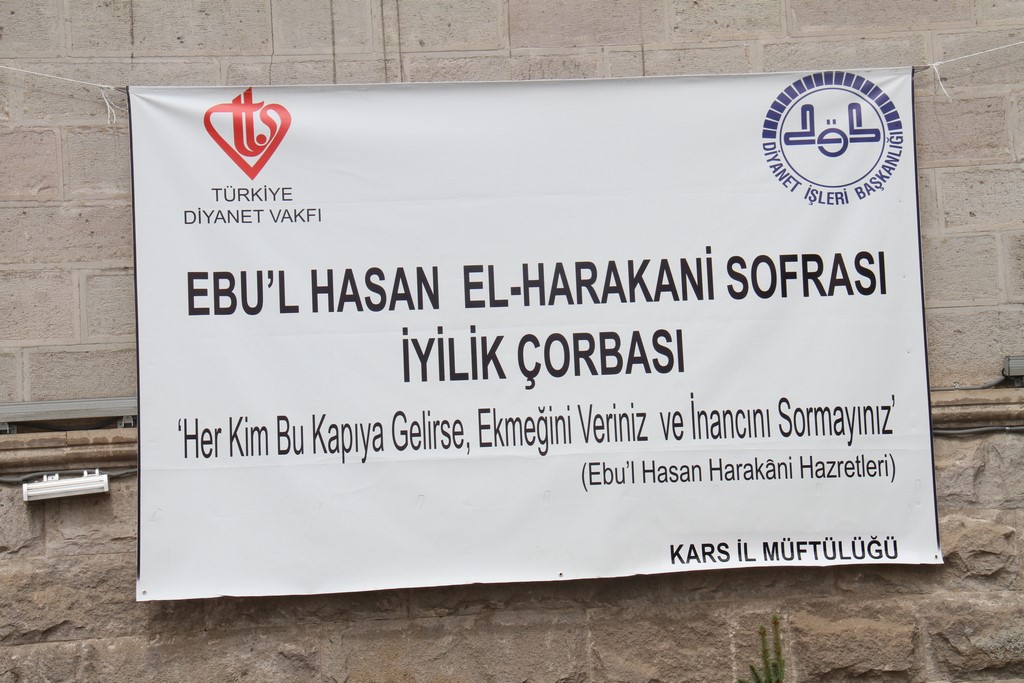 TÜRKİYE
DİYANET VAKFI
DİYANET İŞLERİ BAŞKANLIĞI
EBU'L HASAN EL-HARAKANİ SOFRASI
İYİLİK ÇORBASI
'Her Kim Bu Kapıya Gelirse, Ekmeğini Veriniz ve İnancını Sormayınız'
(Ebu'l Hasan Harakâni Hazretleri)
KARS İL MÜFTÜLÜĞÜ